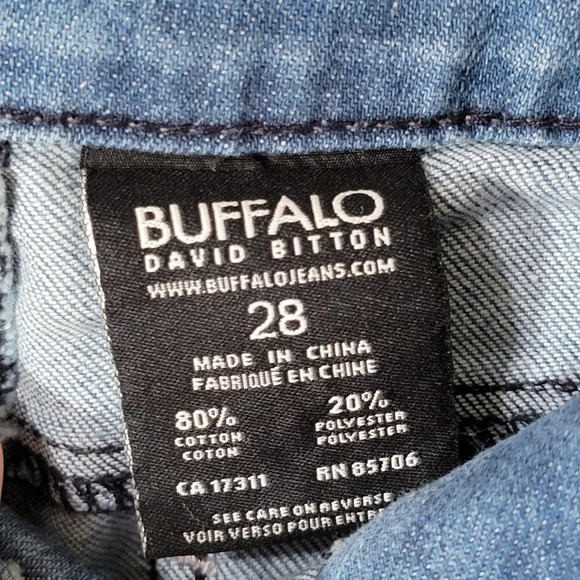 BUFFALO
DAVID BITTON
WWW.BUFFALOJEANS.COM
28
MADE IN CHINA
FABRIQUÉ EN CHINE
80% 20%
COTTON POLYESTER
COTON POLYESTER
CA 17311 RN 85706
SEE CARE ON REVERSE
VOIR VERSO POUR